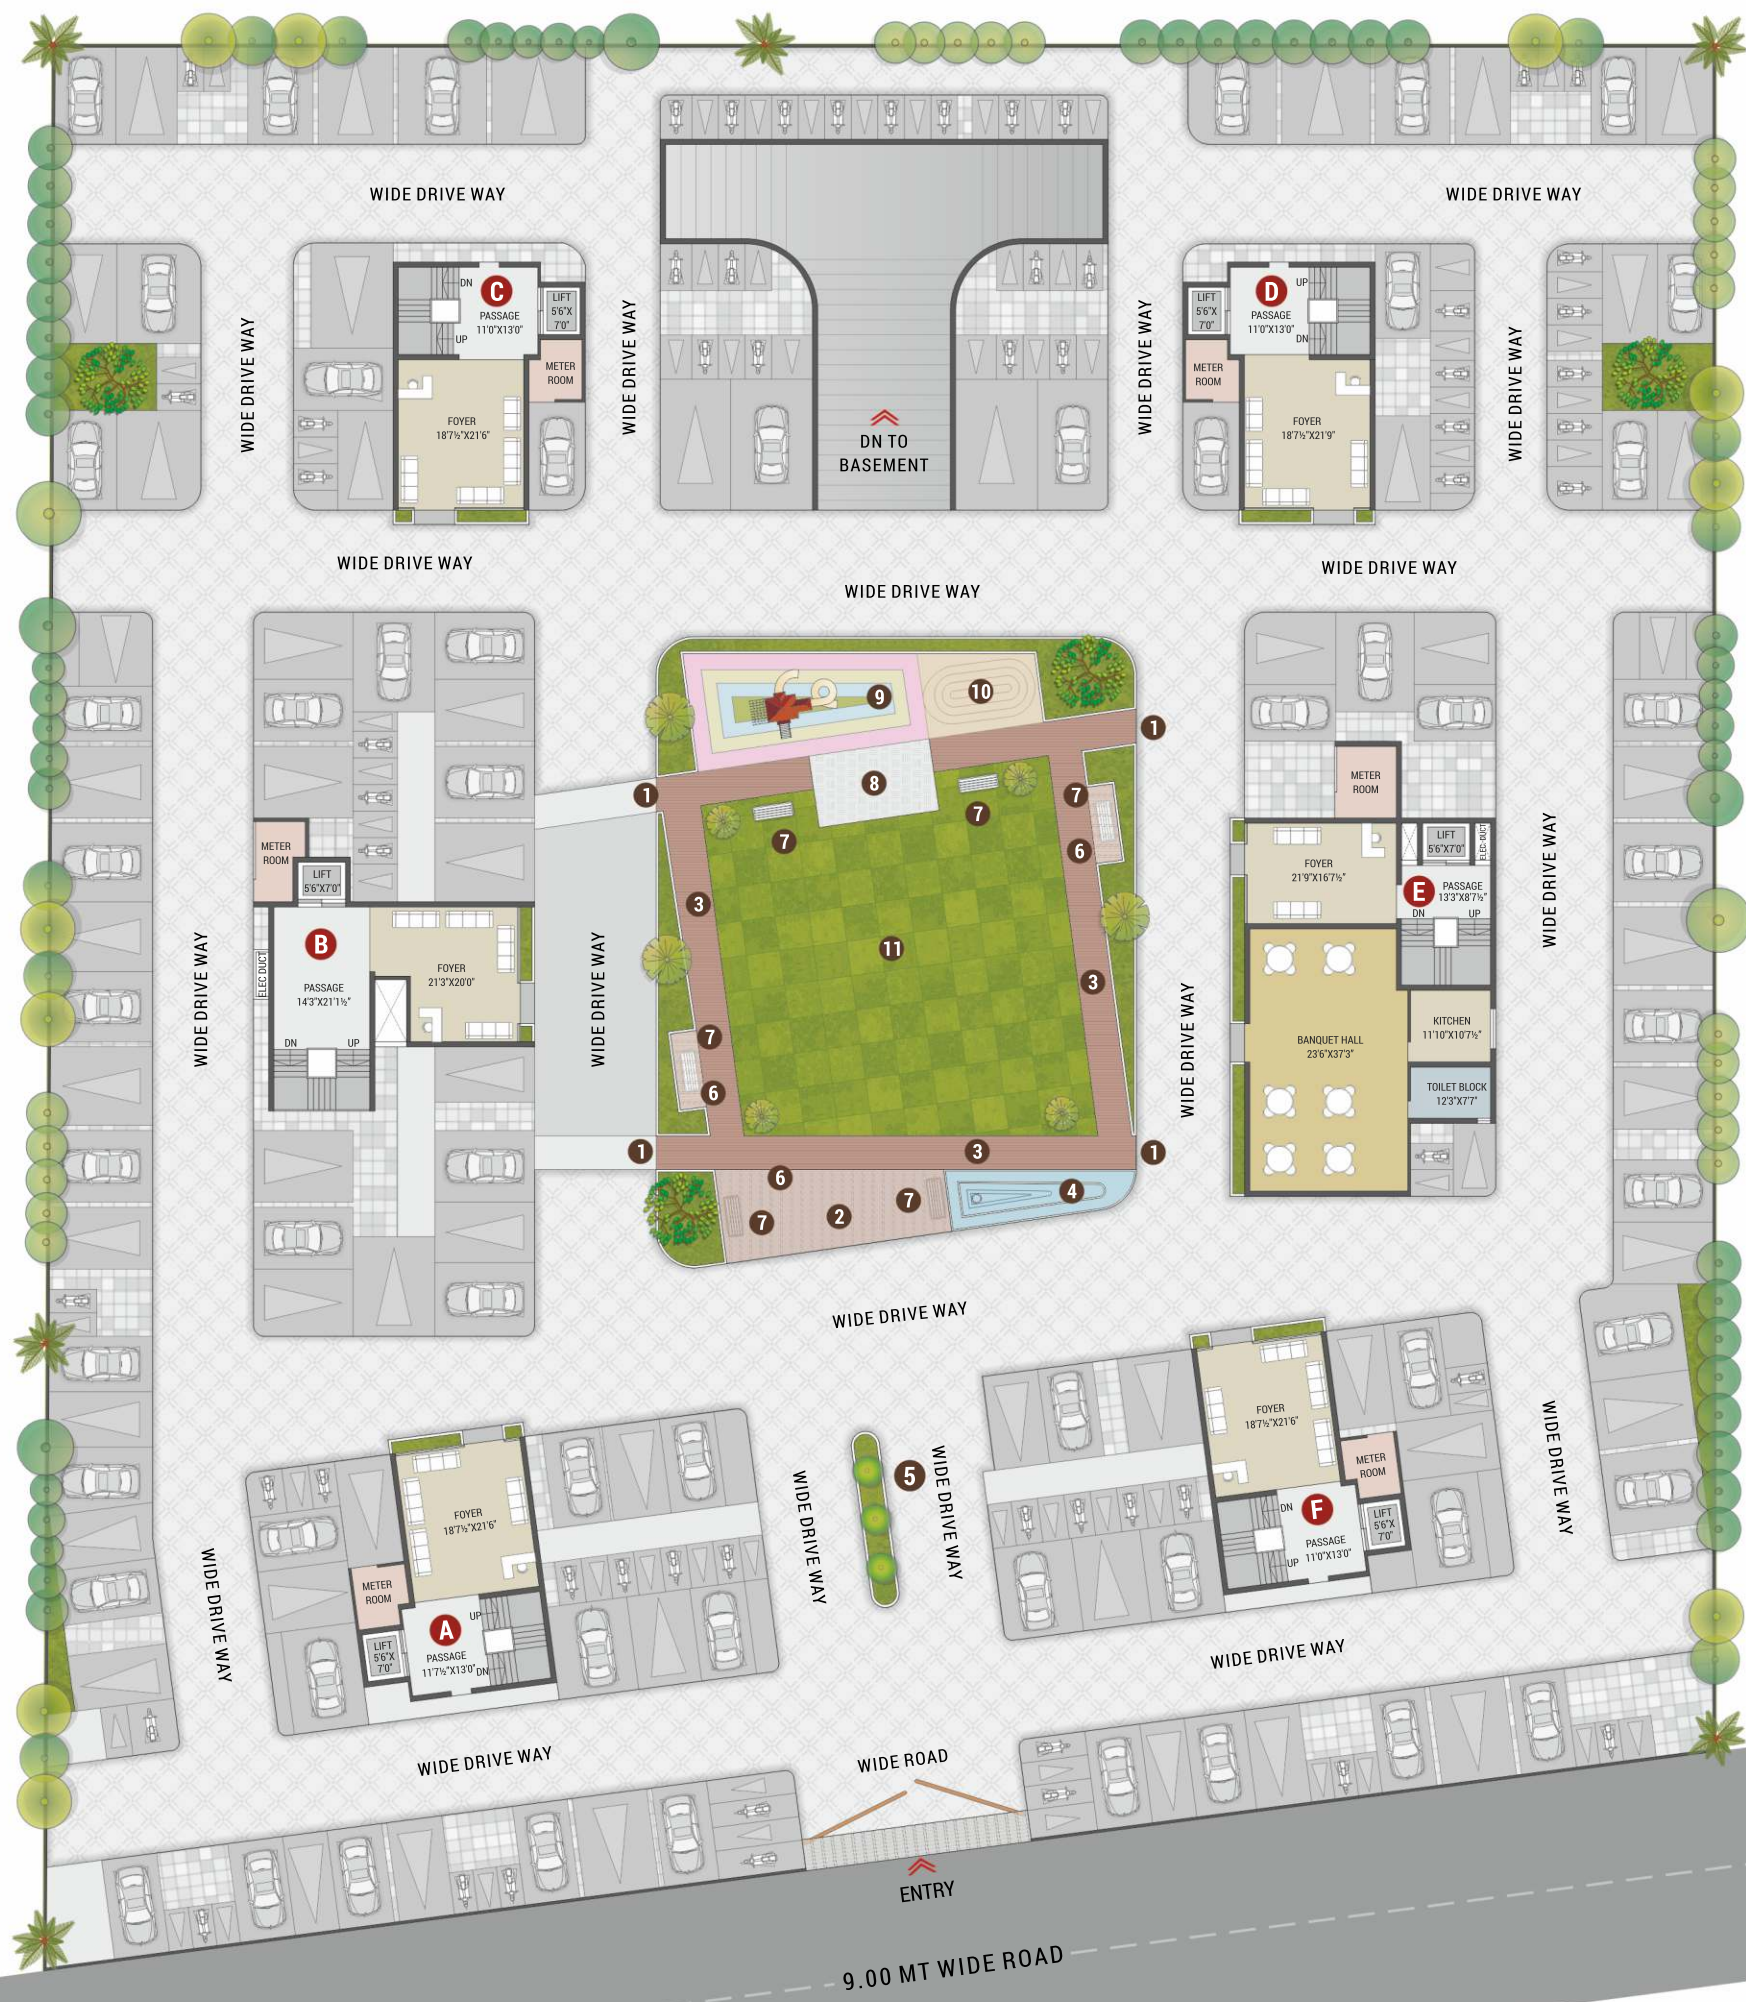 WIDE DRIVE WAY
WIDE DRIVE WAY
C
DN
PASSAGE
11'0"X13'0"
UP
LIFT
5'6"X
7'0"
METER
ROOM
FOYER
18'7½"X21'6"
WIDE DRIVE WAY
WIDE DRIVE WAY
DN TO
BASEMENT
WIDE DRIVE WAY
D
UP
PASSAGE
11'0"X13'0"
DN
LIFT
5'6"X
7'0"
METER
ROOM
FOYER
18'7½"X21'9"
WIDE DRIVE WAY
WIDE DRIVE WAY
WIDE DRIVE WAY
WIDE DRIVE WAY
9
10
1
8
1
7
7
7
6
3
11
3
7
6
1
3
1
6
4
7
2
7
METER
ROOM
LIFT
5'6"X7'0"
B
PASSAGE
14'3"X21'1½"
FOYER
21'3"X20'0"
ELEC DUCT
DN
UP
WIDE DRIVE WAY
WIDE DRIVE WAY
METER
ROOM
FOYER
21'9"X16'7½"
LIFT
5'6"X7'0"
ELEC-DUCT
E
PASSAGE
13'3"X8'7½"
DN
UP
BANQUET HALL
23'6"X37'3"
KITCHEN
11'10"X10'7½"
TOILET BLOCK
12'3"X7'7"
WIDE DRIVE WAY
WIDE DRIVE WAY
WIDE DRIVE WAY
FOYER
18'7½"X21'6"
METER
ROOM
A
UP
LIFT
5'6"X
7'0"
PASSAGE
11'7½"X13'0"
DN
WIDE DRIVE WAY
WIDE DRIVE WAY
5
WIDE DRIVE WAY
FOYER
18'7½"X21'6"
METER
ROOM
DN
F
LIFT
5'6"X
7'0"
PASSAGE
11'0"X13'0"
UP
WIDE DRIVE WAY
WIDE DRIVE WAY
WIDE DRIVE WAY
WIDE ROAD
ENTRY
9.00 MT WIDE ROAD